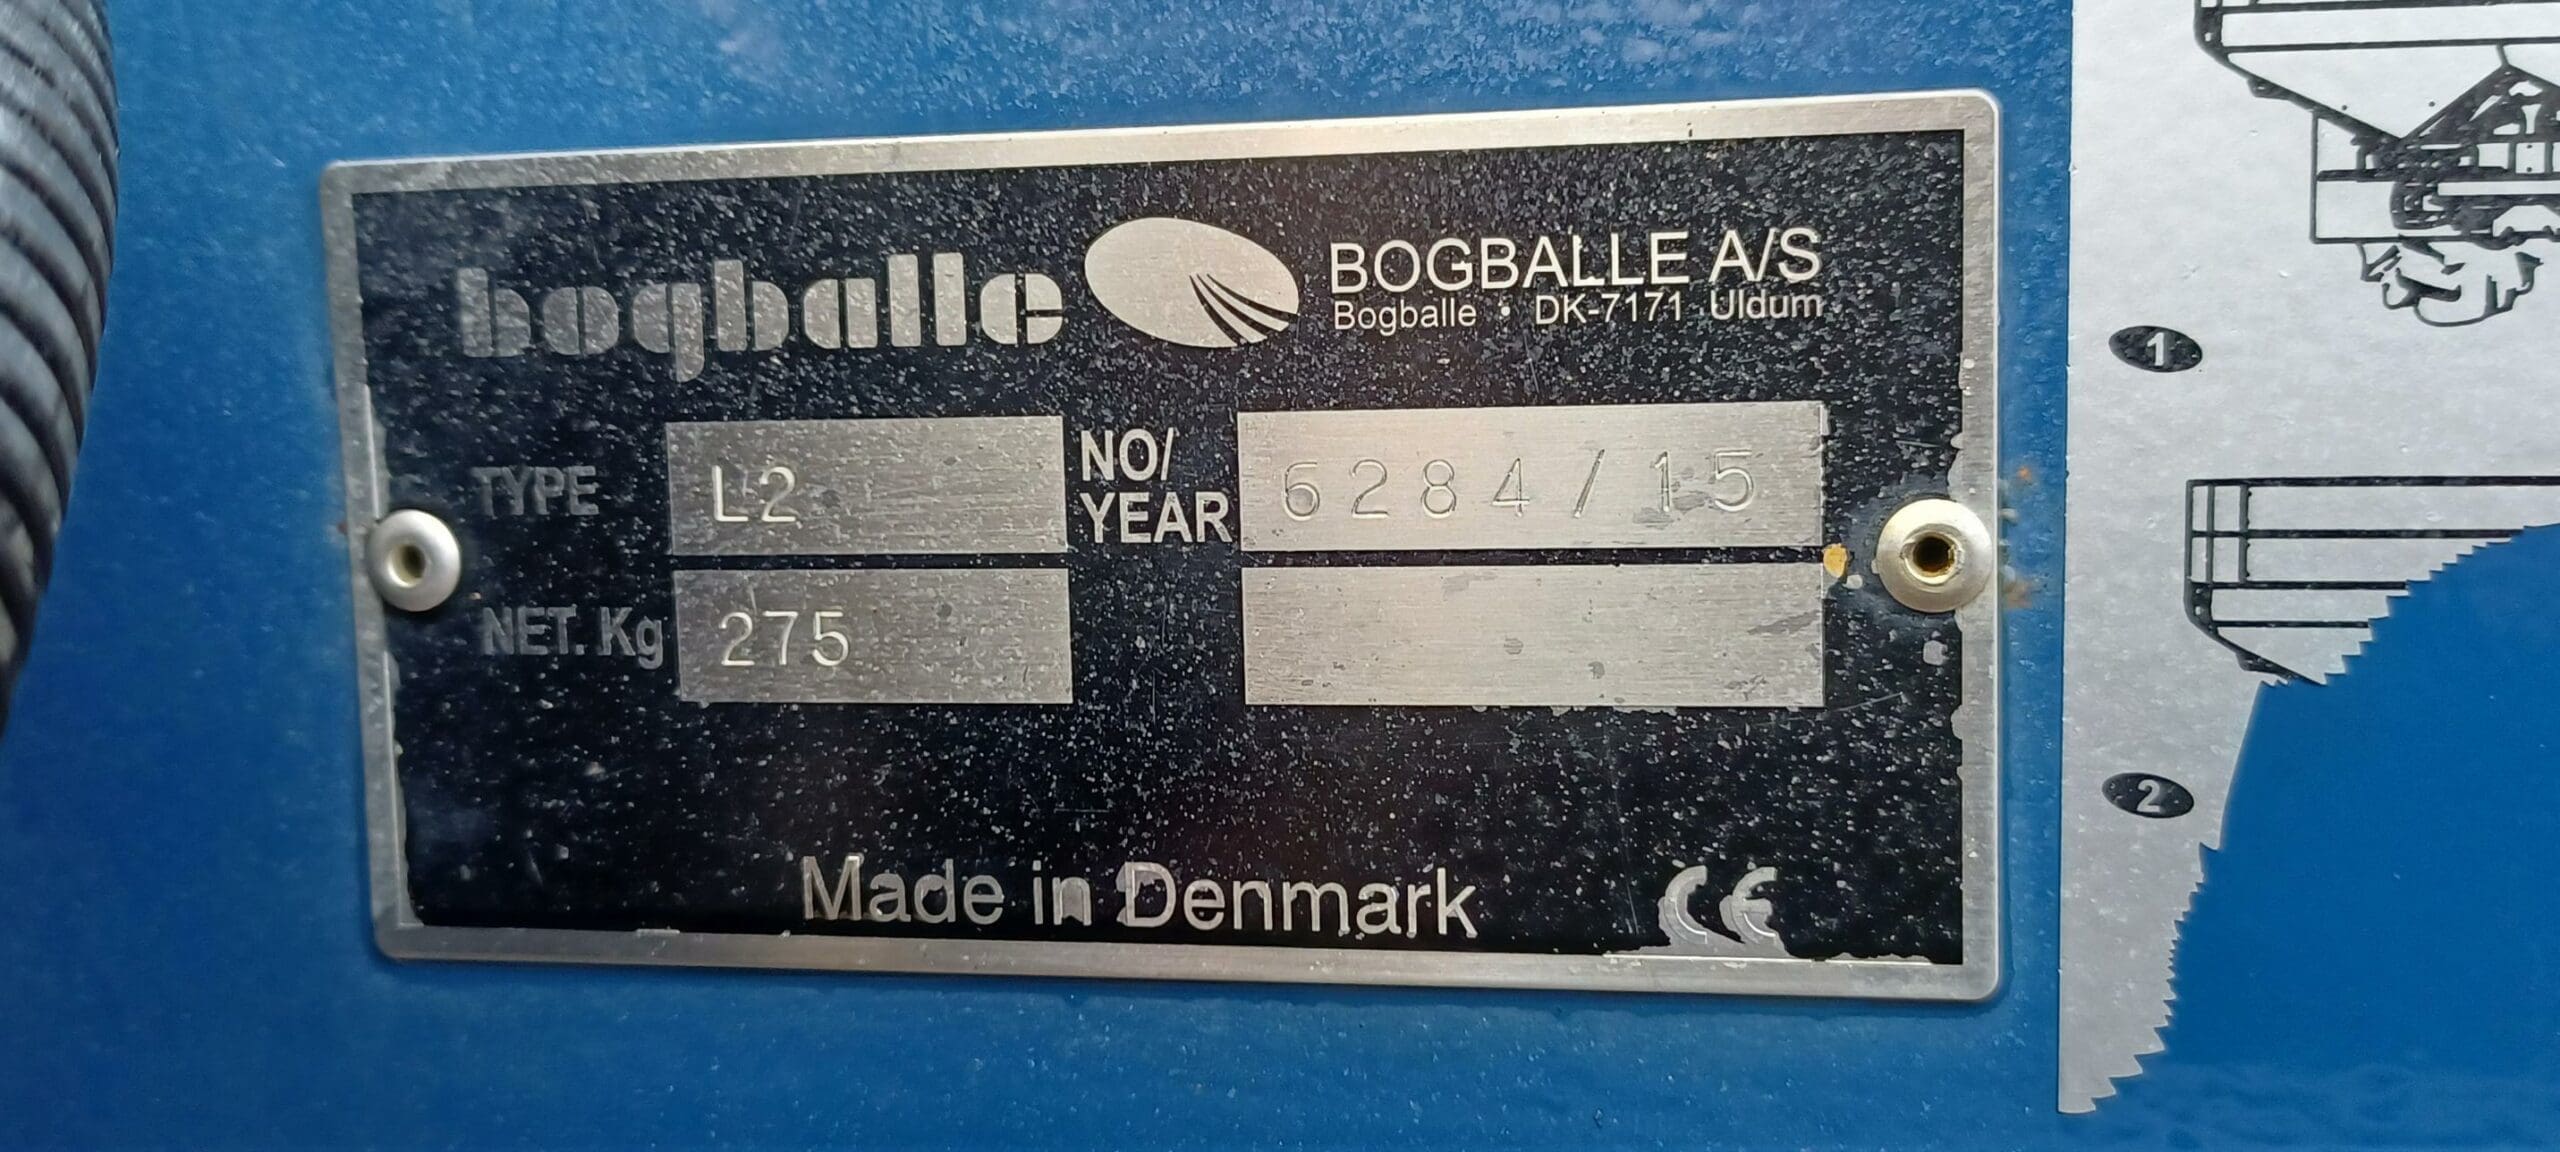 bogballe
BOGBALLE A/S
Bogballe • DK-7171 Uldum
TYPE L2
NO/
YEAR 6284/15
NET. Kg 275
Made in Denmark
CE
1
2